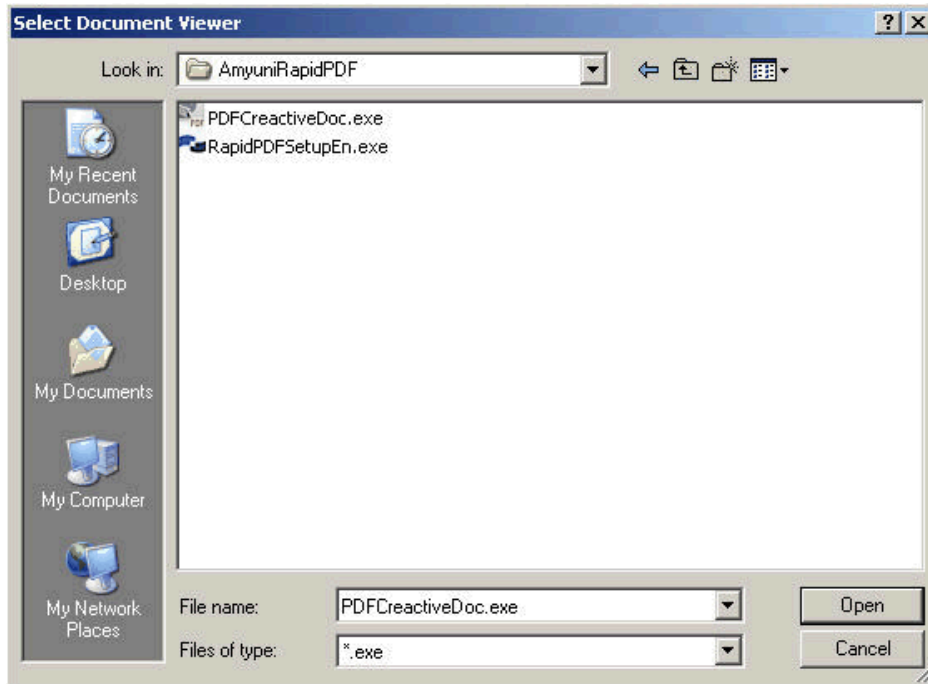 Select Document Viewer
Look in:
AmyuniRapidPDF
PDFCreactiveDoc.exe
RapidPDFSetupEn.exe
My Recent
Documents
Desktop
My Documents
My Computer
My Network
Places
File name:
PDFCreactiveDoc.exe
Open
Files of type:
*.exe
Cancel